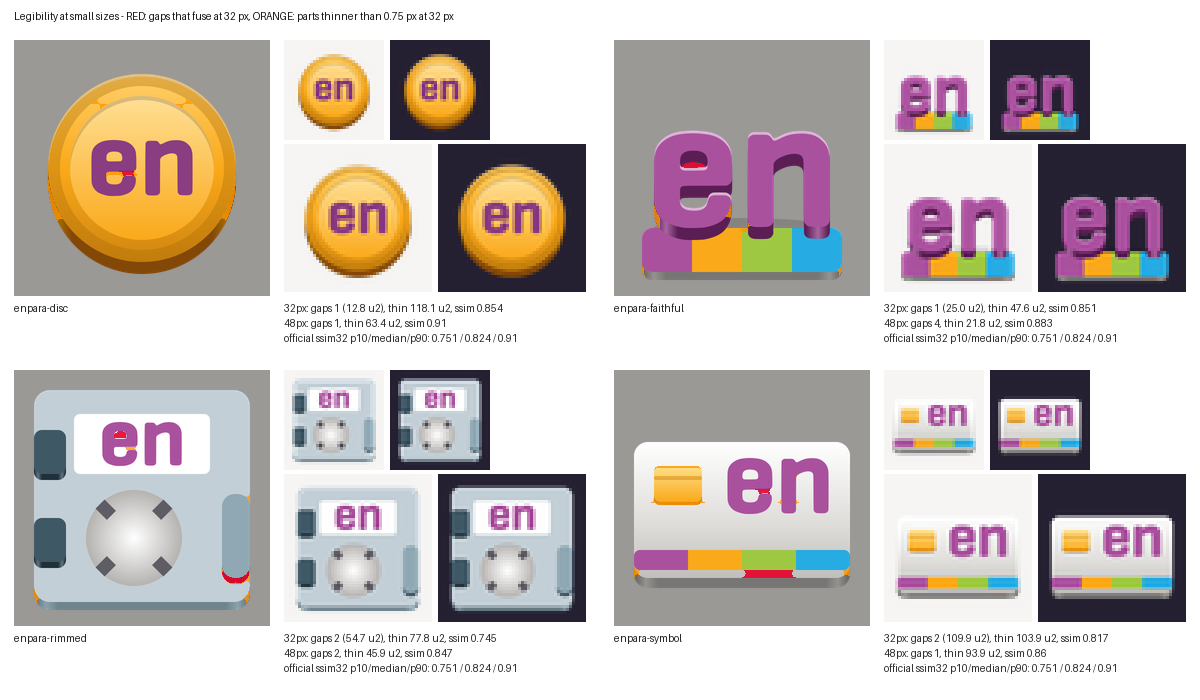 Legibility at small sizes - RED: gaps that fuse at 32 px, ORANGE: parts thinner than 0.75 px at 32 px
en
en
en
en
en
enpara-disc
32px: gaps 1 (12.8 u2), thin 118.1 u2, ssim 0.854
48px: gaps 1, thin 63.4 u2, ssim 0.91
official ssim32 p10/median/p90: 0.751 / 0.824 / 0.91
en
en
en
en
en
enpara-faithful
32px: gaps 1 (25.0 u2), thin 47.6 u2, ssim 0.851
48px: gaps 4, thin 21.8 u2, ssim 0.883
official ssim32 p10/median/p90: 0.751 / 0.824 / 0.91
en
en
en
en
en
enpara-rimmed
32px: gaps 2 (54.7 u2), thin 77.8 u2, ssim 0.745
48px: gaps 2, thin 45.9 u2, ssim 0.847
official ssim32 p10/median/p90: 0.751 / 0.824 / 0.91
en
en
en
en
en
enpara-symbol
32px: gaps 2 (109.9 u2), thin 103.9 u2, ssim 0.817
48px: gaps 1, thin 93.9 u2, ssim 0.86
official ssim32 p10/median/p90: 0.751 / 0.824 / 0.91